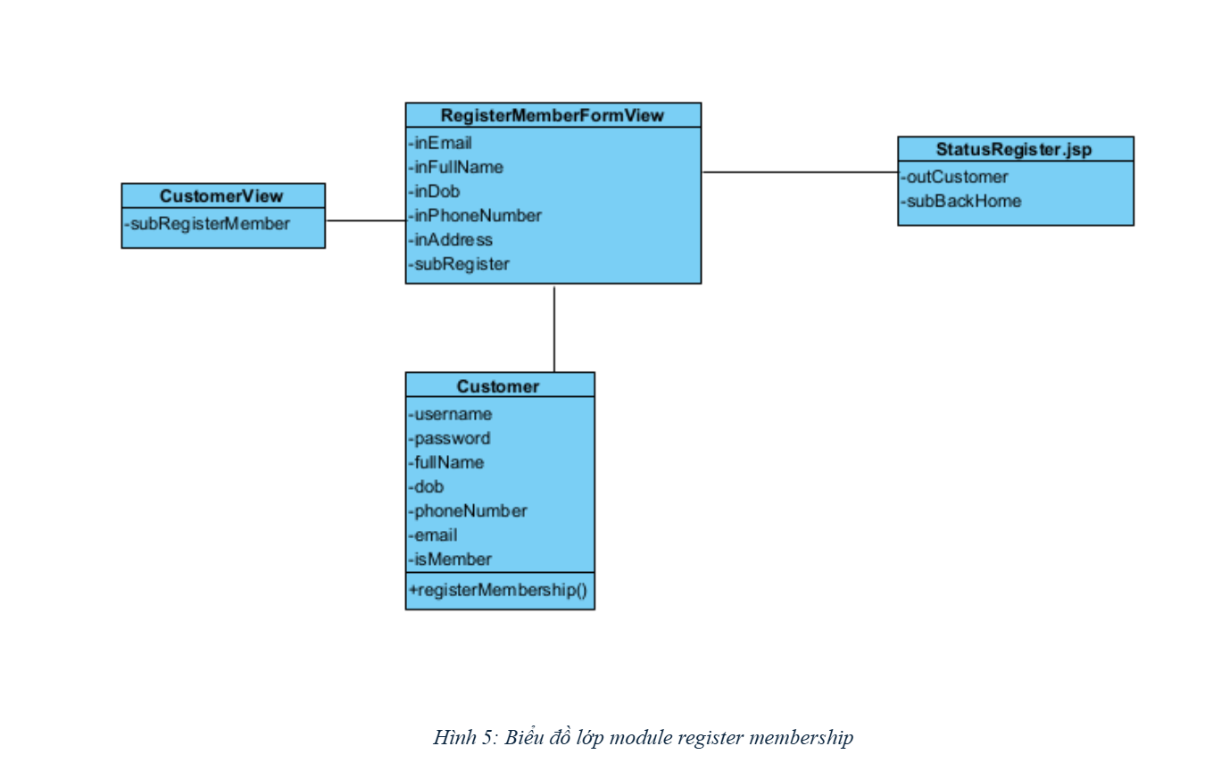 RegisterMemberFormView
-inEmail
-inFullName
-inDob
-inPhoneNumber
-inAddress
-subRegister
StatusRegister.jsp
-outCustomer
-subBackHome
CustomerView
-subRegisterMember
Customer
-username
-password
-fullName
-dob
-phoneNumber
-email
-isMember
+registerMembership()
Hình 5: Biểu đồ lớp module register membership